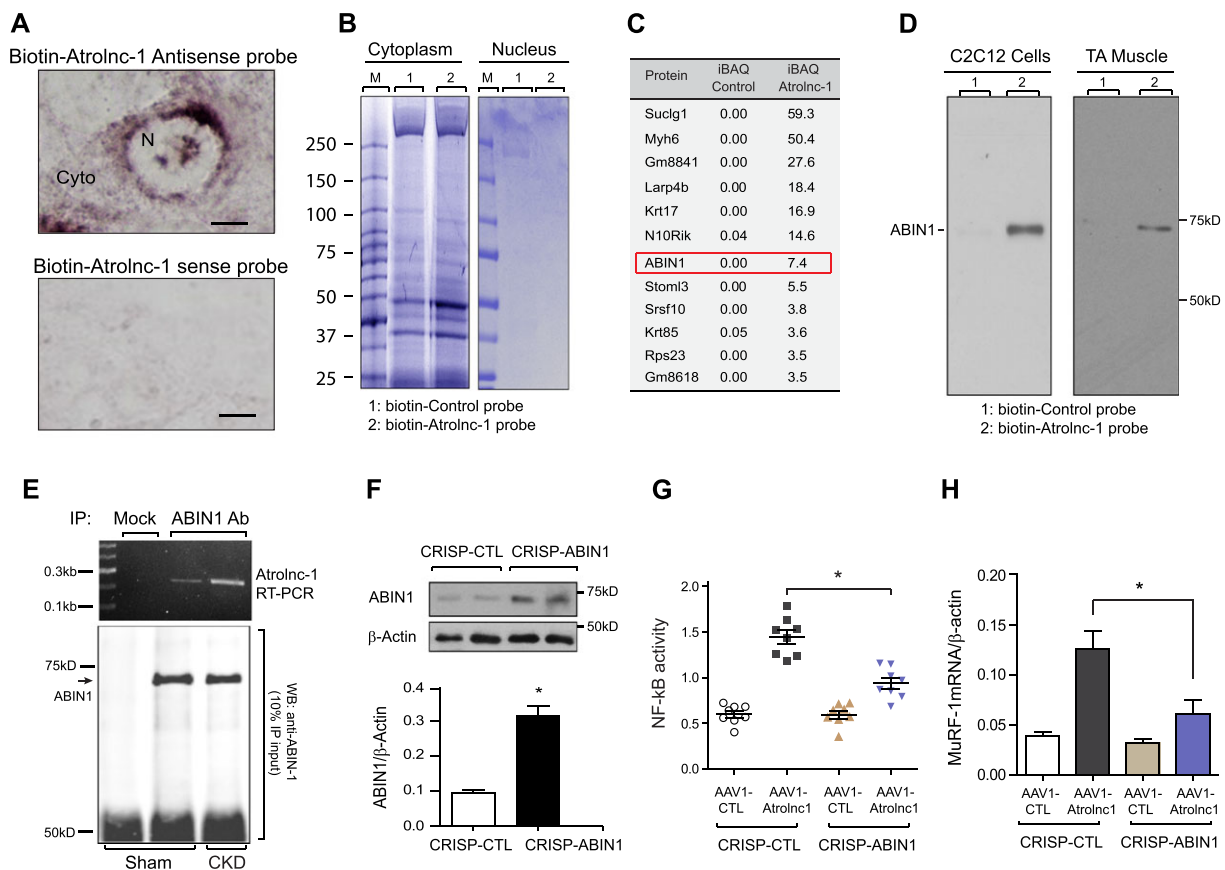 A
Biotin-Atrolnc-1 Antisense probe
N
Cyto
Biotin-Atrolnc-1 sense probe
B
Cytoplasm Nucleus
M 1 2 M 1 2
250
150
100
75
50
37
25
1: biotin-Control probe
2: biotin-Atrolnc-1 probe
C
Protein iBAQ Control iBAQ Atrolnc-1
Suclg1 0.00 59.3
Myh6 0.00 50.4
Gm8841 0.00 27.6
Larp4b 0.00 18.4
Krt17 0.00 16.9
N10Rik 0.04 14.6
ABIN1 0.00 7.4
Stoml3 0.00 5.5
Srsf10 0.00 3.8
Krt85 0.05 3.6
Rps23 0.00 3.5
Gm8618 0.00 3.5
D
C2C12 Cells TA Muscle
1 2 1 2
ABIN1
75kD
50kD
1: biotin-Control probe
2: biotin-Atrolnc-1 probe
E
IP: Mock ABIN1 Ab
0.3kb
0.1kb
Atrolnc-1
RT-PCR
75kD
ABIN1
50kD
WB: anti-ABIN-1
(10% IP input)
Sham CKD
F
CRISP-CTL CRISP-ABIN1
ABIN1
75kD
50kD
β-Actin
ABIN1/β-Actin
0.4
0.3
0.2
0.1
0.0
*
CRISP-CTL CRISP-ABIN1
G
NF-kB activity
2.0
1.5
1.0
0.5
0.0
*
AAV1-CTL AAV1-Atrolnc1 AAV1-CTL AAV1-Atrolnc1
CRISP-CTL CRISP-ABIN1
H
MuRF-1mRNA/β-actin
0.20
0.15
0.10
0.05
0.00
*
AAV1-CTL AAV1-Atrolnc1 AAV1-CTL AAV1-Atrolnc1
CRISP-CTL CRISP-ABIN1